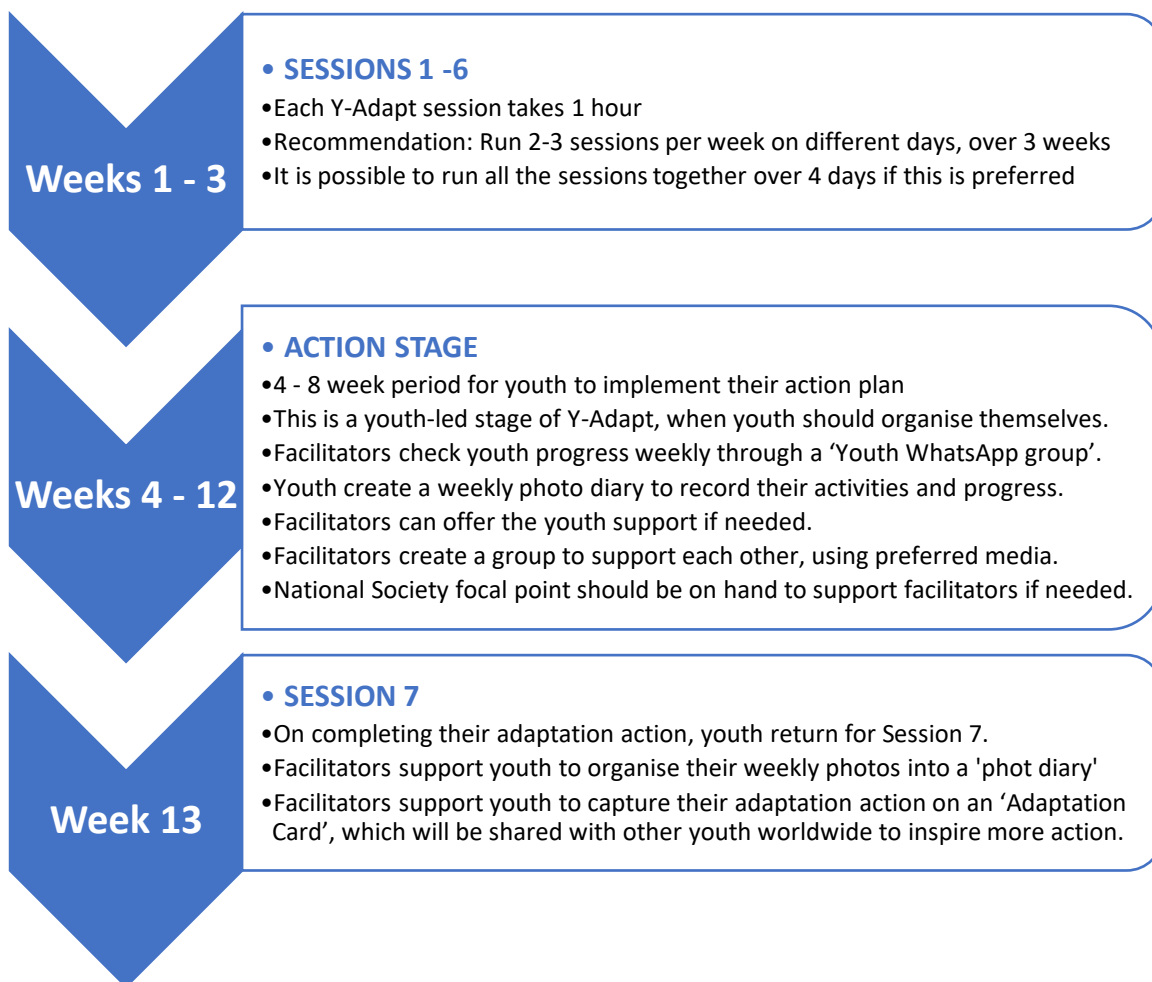 Weeks 1 - 3
• SESSIONS 1 -6
•Each Y-Adapt session takes 1 hour
•Recommendation: Run 2-3 sessions per week on different days, over 3 weeks
•It is possible to run all the sessions together over 4 days if this is preferred
Weeks 4 - 12
• ACTION STAGE
•4 - 8 week period for youth to implement their action plan
•This is a youth-led stage of Y-Adapt, when youth should organise themselves.
•Facilitators check youth progress weekly through a ‘Youth WhatsApp group’.
•Youth create a weekly photo diary to record their activities and progress.
•Facilitators can offer the youth support if needed.
•Facilitators create a group to support each other, using preferred media.
•National Society focal point should be on hand to support facilitators if needed.
Week 13
• SESSION 7
•On completing their adaptation action, youth return for Session 7.
•Facilitators support youth to organise their weekly photos into a 'phot diary'
•Facilitators support youth to capture their adaptation action on an ‘Adaptation
Card’, which will be shared with other youth worldwide to inspire more action.